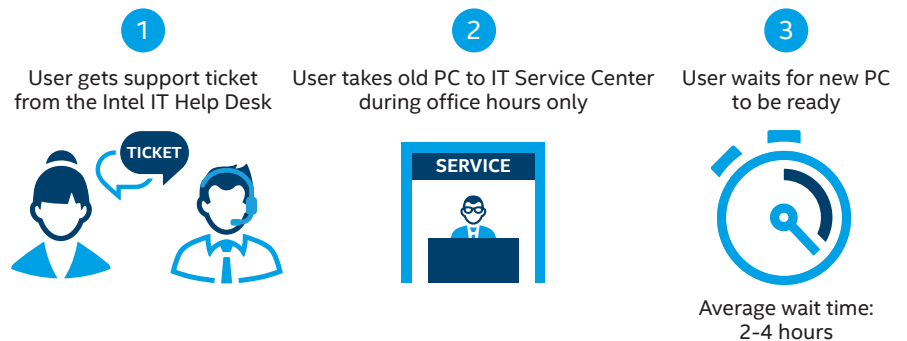 1
User gets support ticket
from the Intel IT Help Desk
TICKET
2
User takes old PC to IT Service Center
during office hours only
SERVICE
3
User waits for new PC
to be ready
Average wait time:
2-4 hours